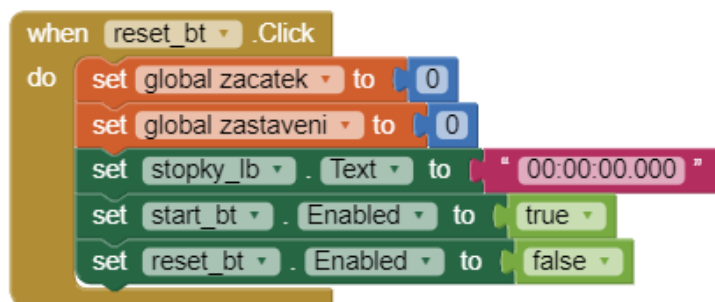 when reset_bt .Click
do set global zacatek to 0
set global zastaveni to 0
set stopky_lb . Text to " 00:00:00.000 "
set start_bt . Enabled to true
set reset_bt . Enabled to false